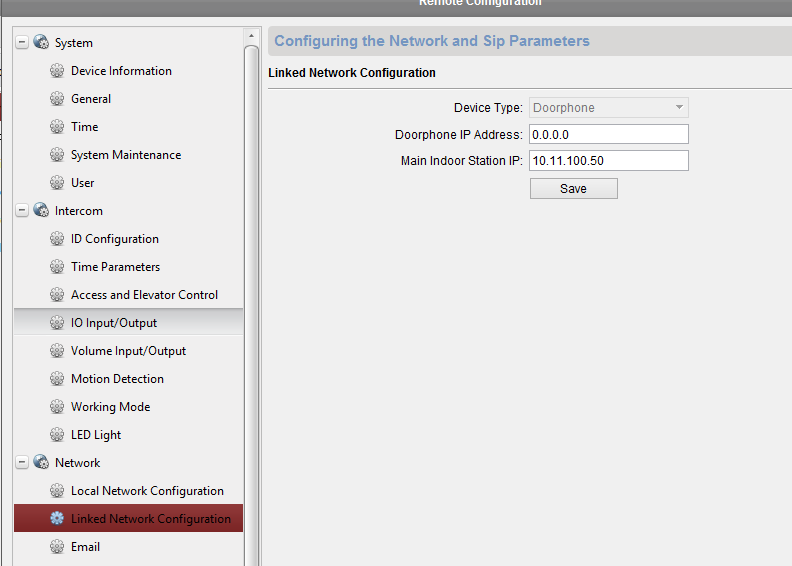 Remote Configuration
System
Device Information
General
Time
System Maintenance
User
Intercom
ID Configuration
Time Parameters
Access and Elevator Control
IO Input/Output
Volume Input/Output
Motion Detection
Working Mode
LED Light
Network
Local Network Configuration
Linked Network Configuration
Email
Configuring the Network and Sip Parameters
Linked Network Configuration
Device Type: Doorphone
Doorphone IP Address: 0.0.0.0
Main Indoor Station IP: 10.11.100.50
Save